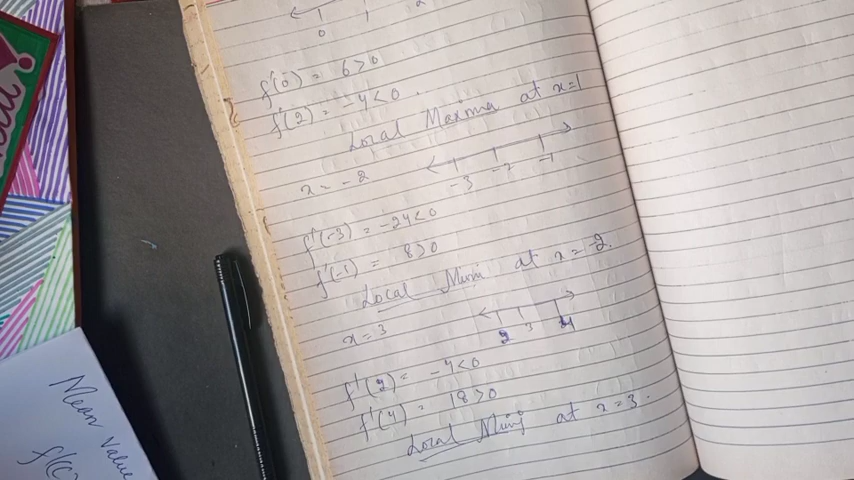 0 1 2
f'(0) = 6>0
f'(2) = -4<0.
Local Maxima at x=1
x = -2
-3 -2 -1
f'(-3) = -24<0
f'(-1) = 8>0
Local Mini at x = -2.
x = 3
2 3 4
f'(2) = -4<0
f'(4) = 18>0
Local Mini at x = 3.
Mean Value
f'(c)